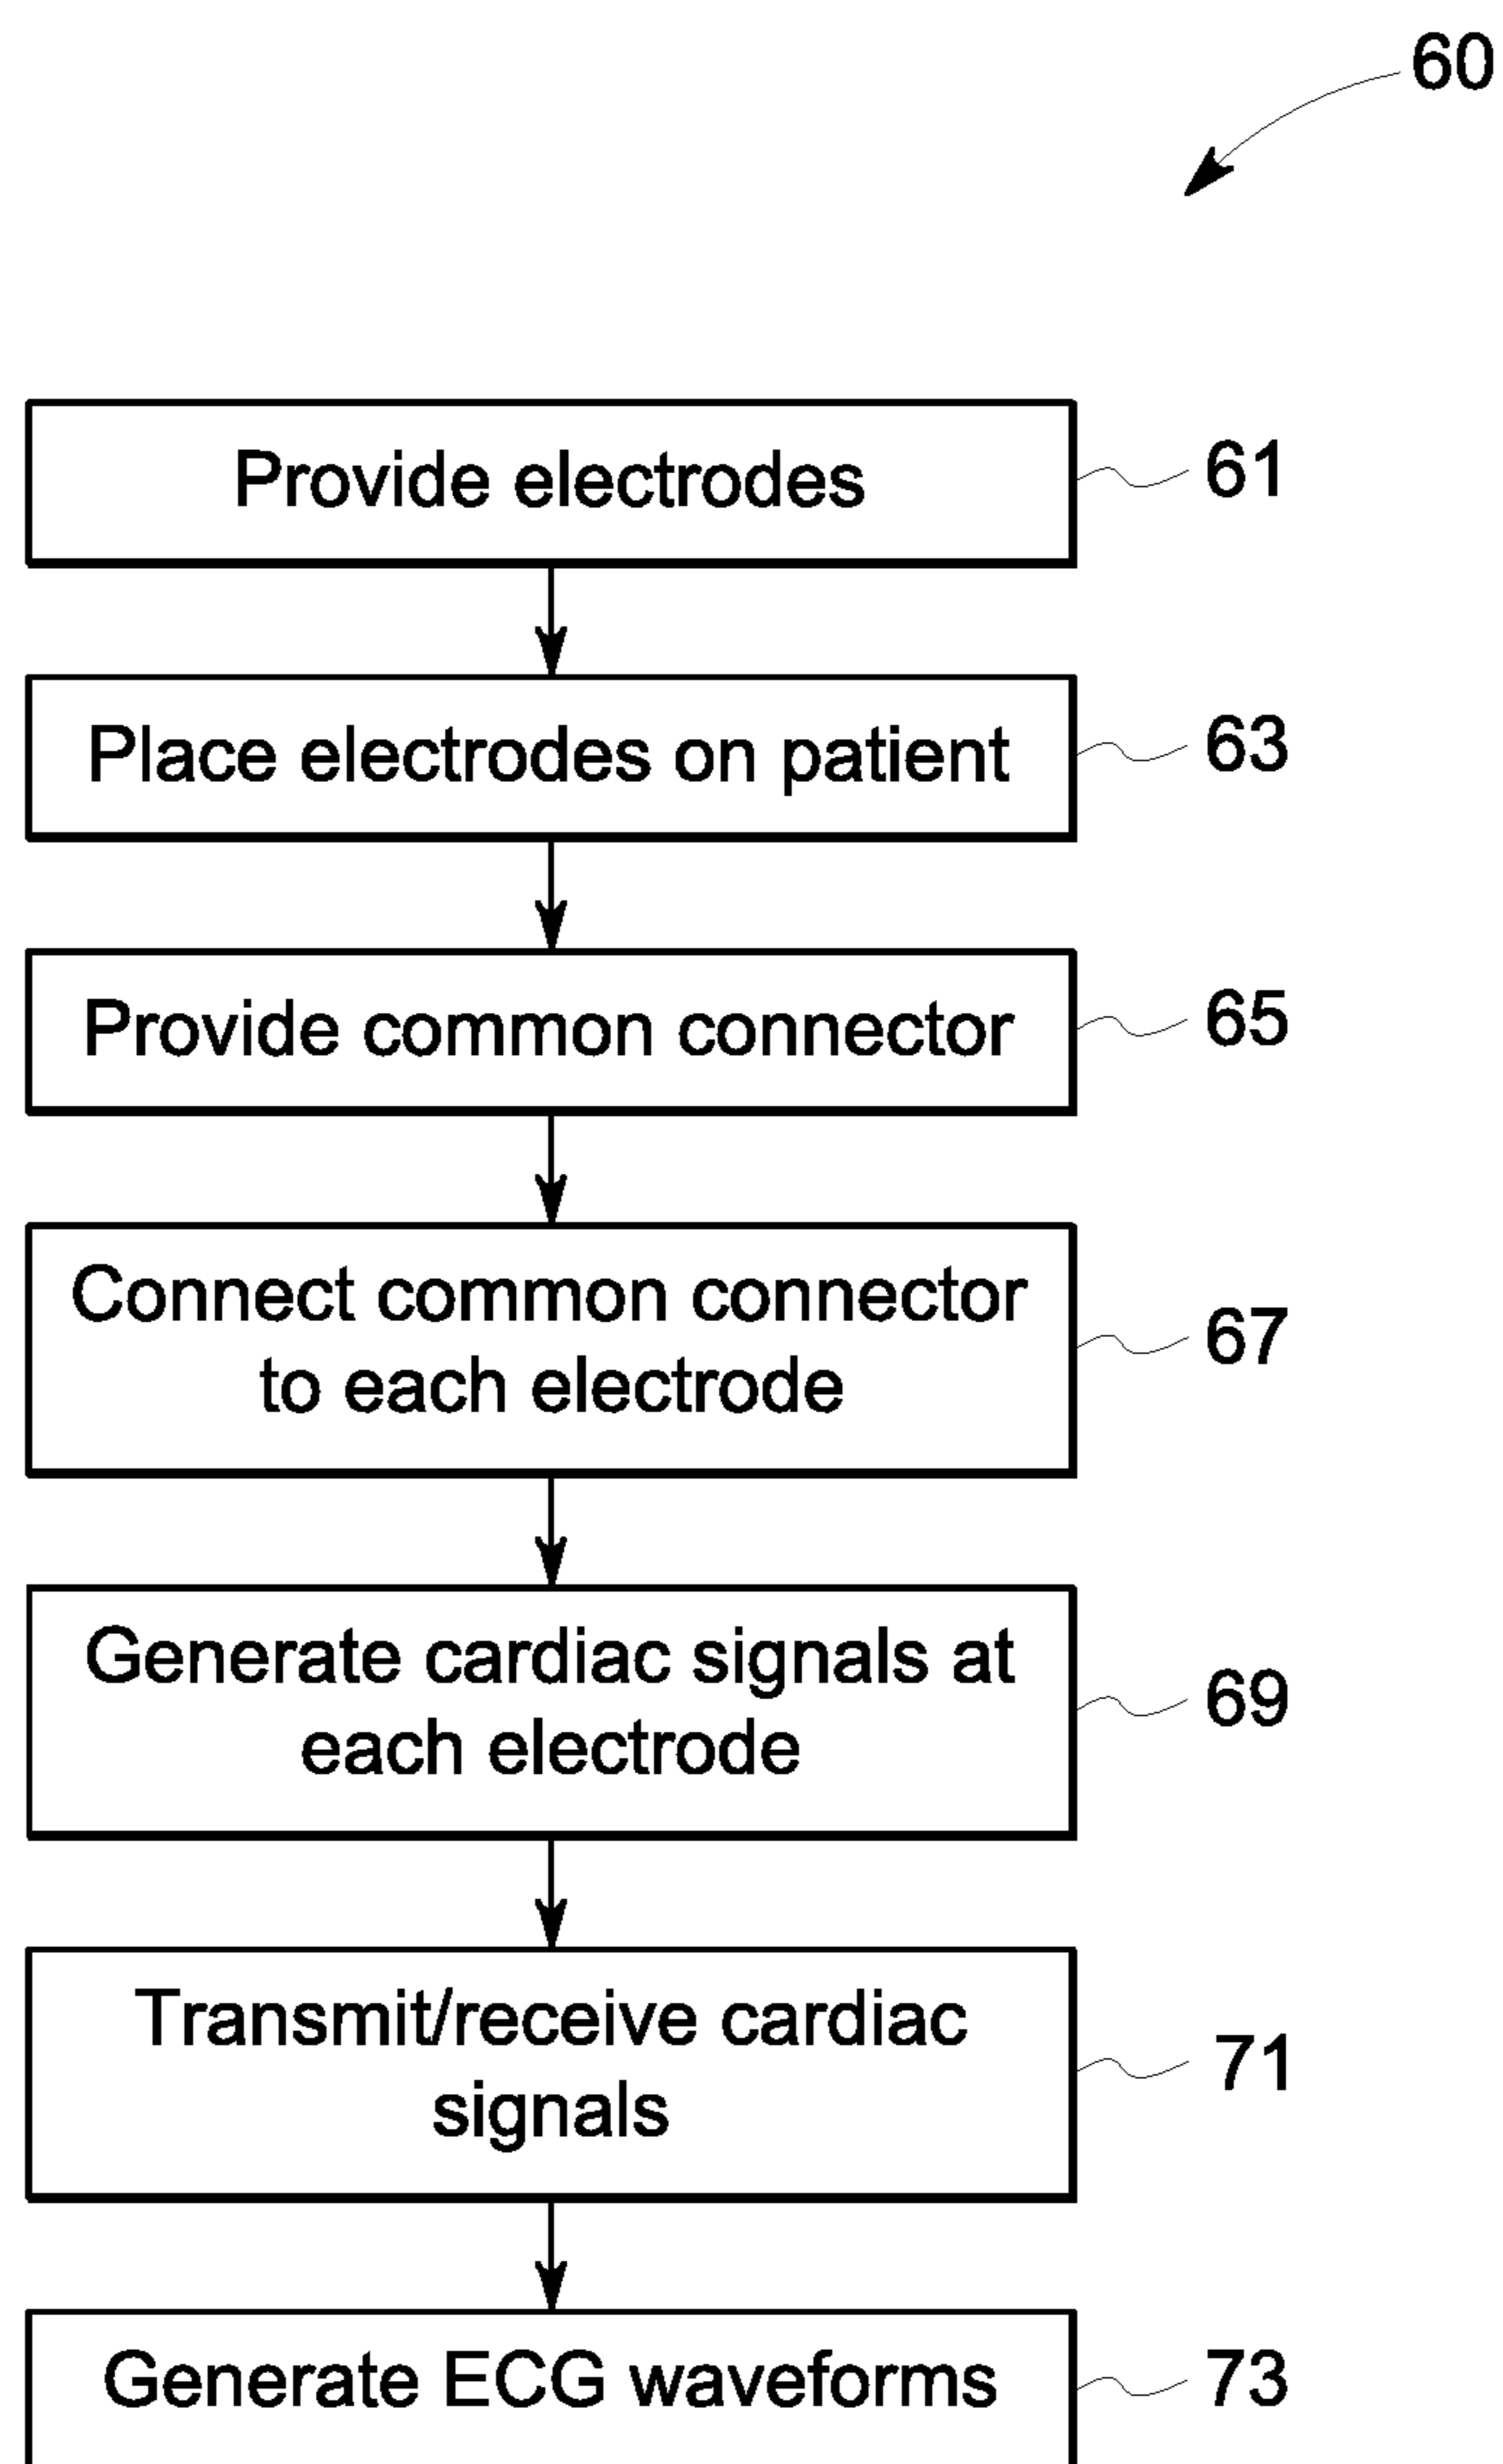 60
Provide electrodes
61
Place electrodes on patient
63
Provide common connector
65
Connect common connector
to each electrode
67
Generate cardiac signals at
each electrode
69
Transmit/receive cardiac
signals
71
Generate ECG waveforms
73